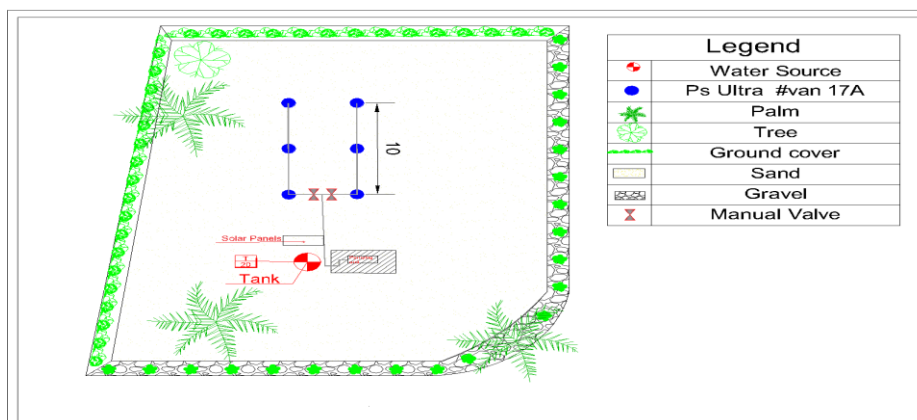 Legend
Water Source
Ps Ultra #van 17A
Palm
Tree
Ground cover
Sand
Gravel
Manual Valve
10
Solar Panels
T
20
Tank